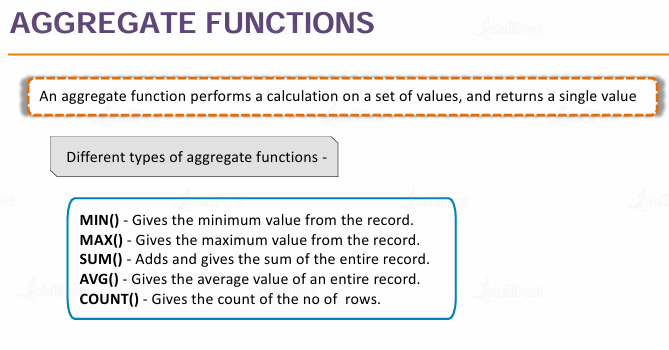 AGGREGATE FUNCTIONS
An aggregate function performs a calculation on a set of values, and returns a single value
Different types of aggregate functions -
MIN() - Gives the minimum value from the record.
MAX() - Gives the maximum value from the record.
SUM() - Adds and gives the sum of the entire record.
AVG() - Gives the average value of an entire record.
COUNT() - Gives the count of the no of  rows.